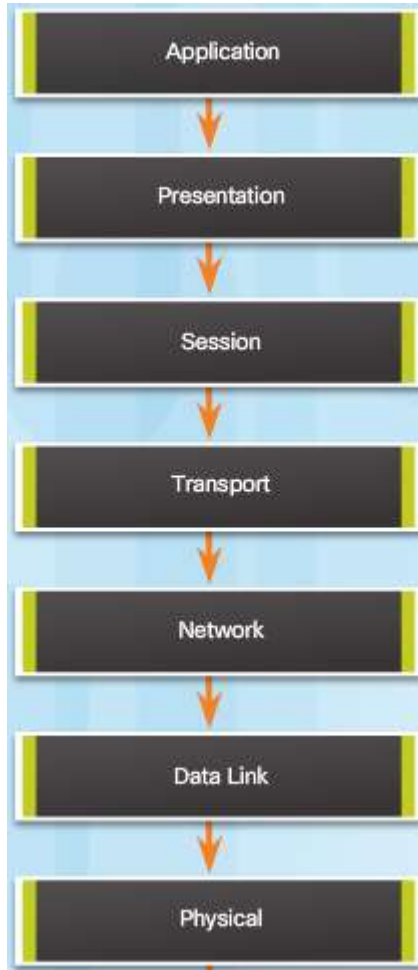 Application
Presentation
Session
Transport
Network
Data Link
Physical